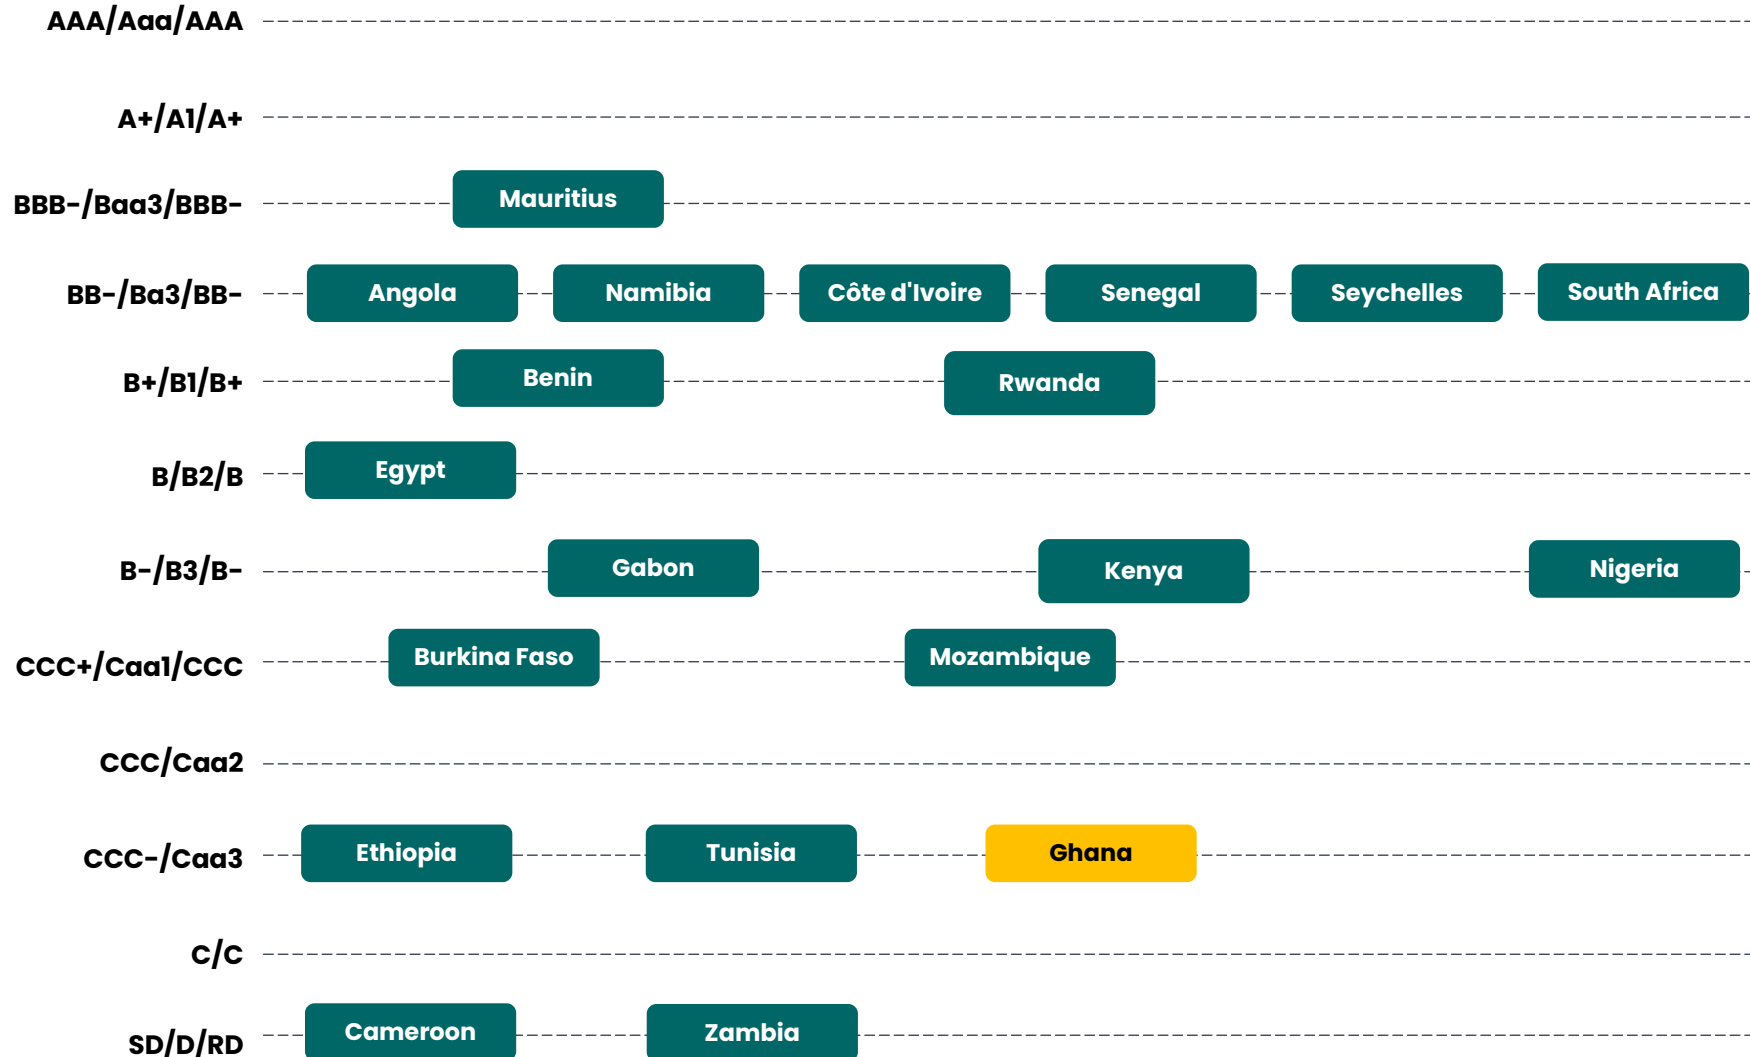 AAA/Aaa/AAA
A+/A1/A+
BBB-/Baa3/BBB- Mauritius
BB-/Ba3/BB- Angola Namibia Côte d'Ivoire Senegal Seychelles South Africa
B+/B1/B+ Benin Rwanda
B/B2/B Egypt
B-/B3/B- Gabon Kenya Nigeria
CCC+/Caa1/CCC Burkina Faso Mozambique
CCC/Caa2
CCC-/Caa3 Ethiopia Tunisia Ghana
C/C
SD/D/RD Cameroon Zambia